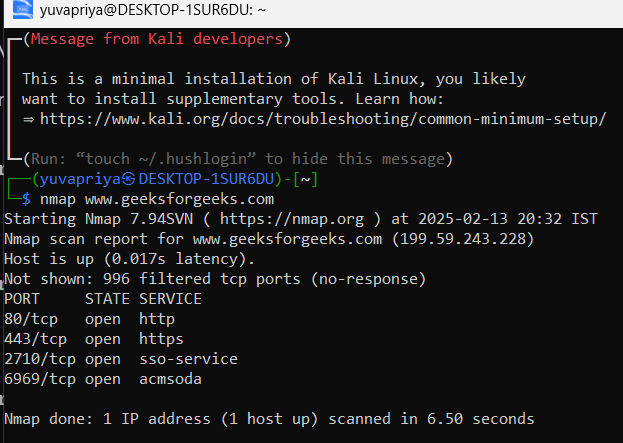 yuvapriya@DESKTOP-1SUR6DU: ~
┏━(Message from Kali developers)
┃
┃ This is a minimal installation of Kali Linux, you likely
┃ want to install supplementary tools. Learn how:
┃ ⇒ https://www.kali.org/docs/troubleshooting/common-minimum-setup/
┃
┗━(Run: “touch ~/.hushlogin” to hide this message)
┌──(yuvapriya㉿DESKTOP-1SUR6DU)-[~]
└─$ nmap www.geeksforgeeks.com
Starting Nmap 7.94SVN ( https://nmap.org ) at 2025-02-13 20:32 IST
Nmap scan report for www.geeksforgeeks.com (199.59.243.228)
Host is up (0.017s latency).
Not shown: 996 filtered tcp ports (no-response)
PORT     STATE SERVICE
80/tcp   open  http
443/tcp  open  https
2710/tcp open  sso-service
6969/tcp open  acmsoda

Nmap done: 1 IP address (1 host up) scanned in 6.50 seconds